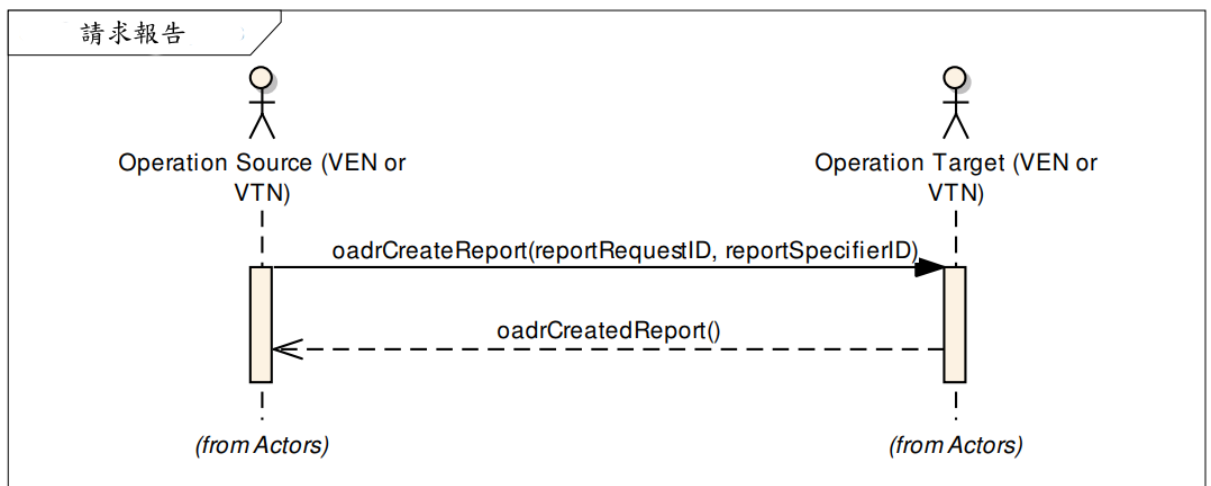 請求報告
Operation Source (VEN or
VTN)
Operation Target (VEN or
VTN)
oadrCreateReport(reportRequestID, reportSpecifierID)
oadrCreatedReport()
(from Actors)
(from Actors)